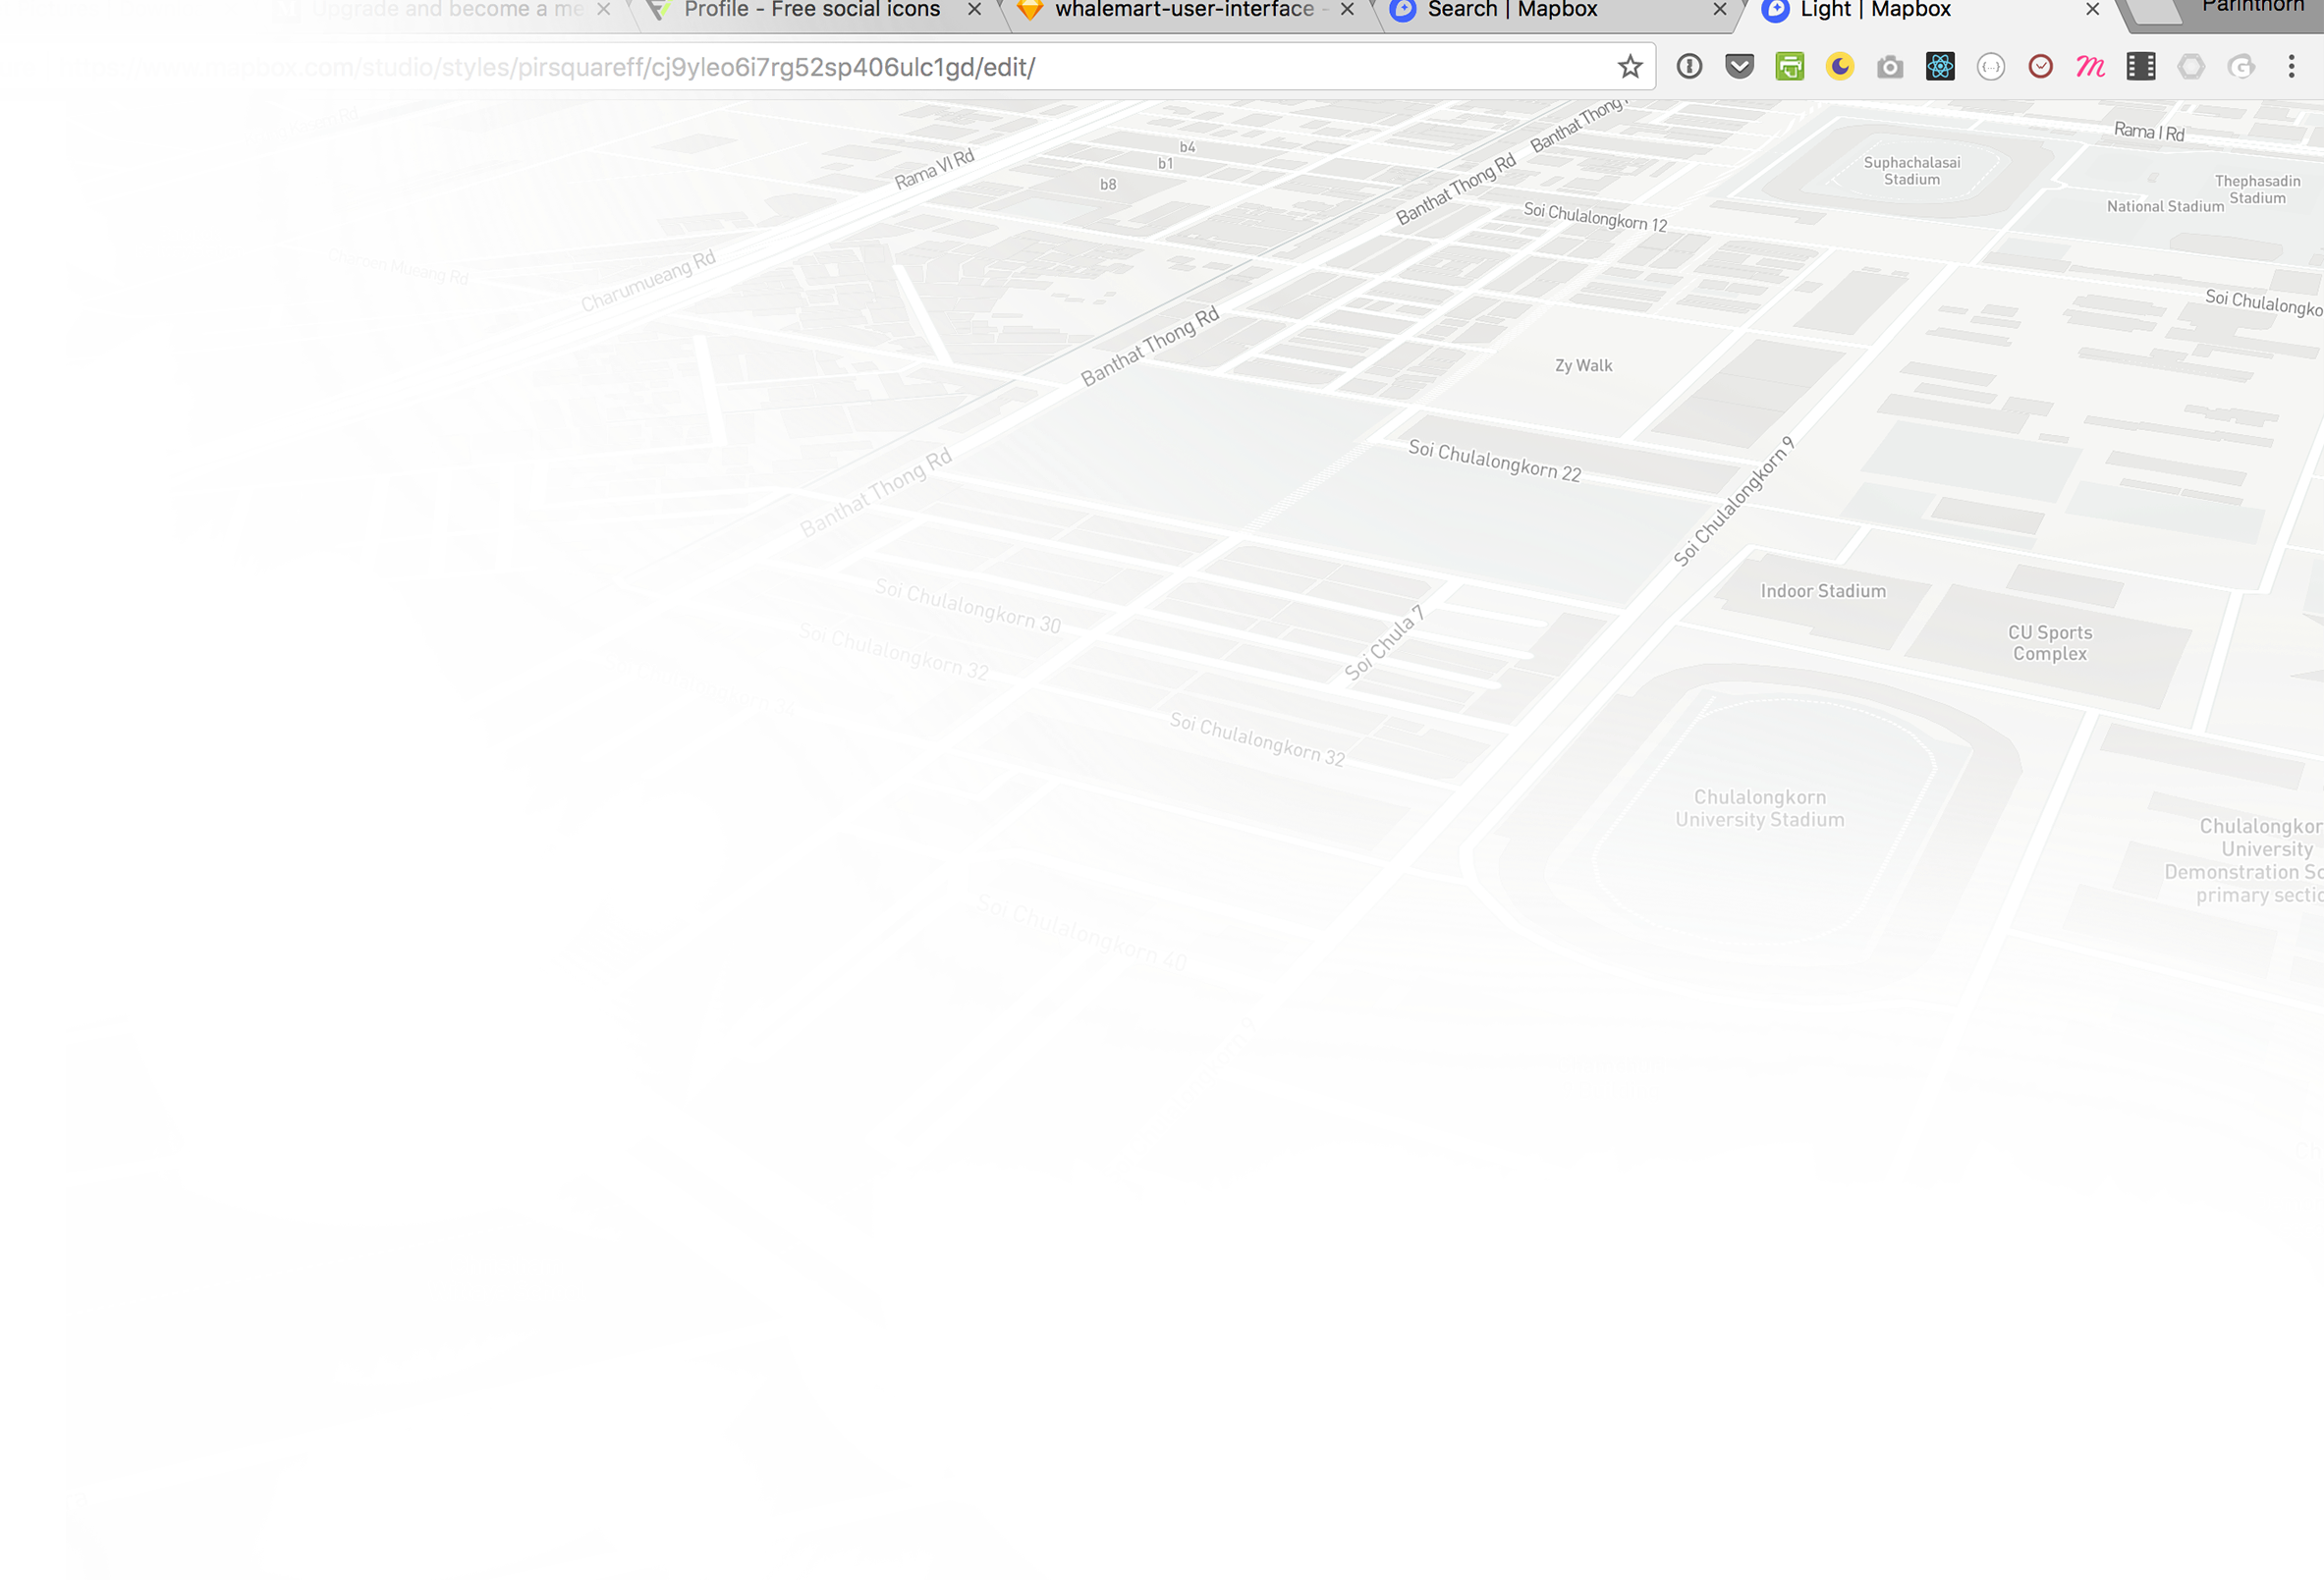 Upgrade and become a me
Profile - Free social icons
whalemart-user-interface -
Search | Mapbox
Light | Mapbox
Parinthorn
https://www.mapbox.com/studio/styles/pirsquareff/cj9yleo6i7rg52sp406ulc1gd/edit/
Rama VI Rd
b4
b1
b8
Banthat Thong Rd
Banthat Thong
Rama I Rd
Suphachalasai
Stadium
Thephasadin
Stadium
National Stadium
Soi Chulalongkorn 12
Charoen Mueang Rd
Charumueang Rd
Banthat Thong Rd
Soi Chulalongko
Zy Walk
Soi Chulalongkorn 22
Soi Chulalongkorn 9
Banthat Thong Rd
Soi Chulalongkorn 30
Soi Chulalongkorn 32
Soi Chula 7
Indoor Stadium
CU Sports
Complex
Soi Chulalongkorn 32
Chulalongkorn
University Stadium
Chulalongkor
University
Demonstration Sc
primary sectio
Soi Chulalongkorn 40